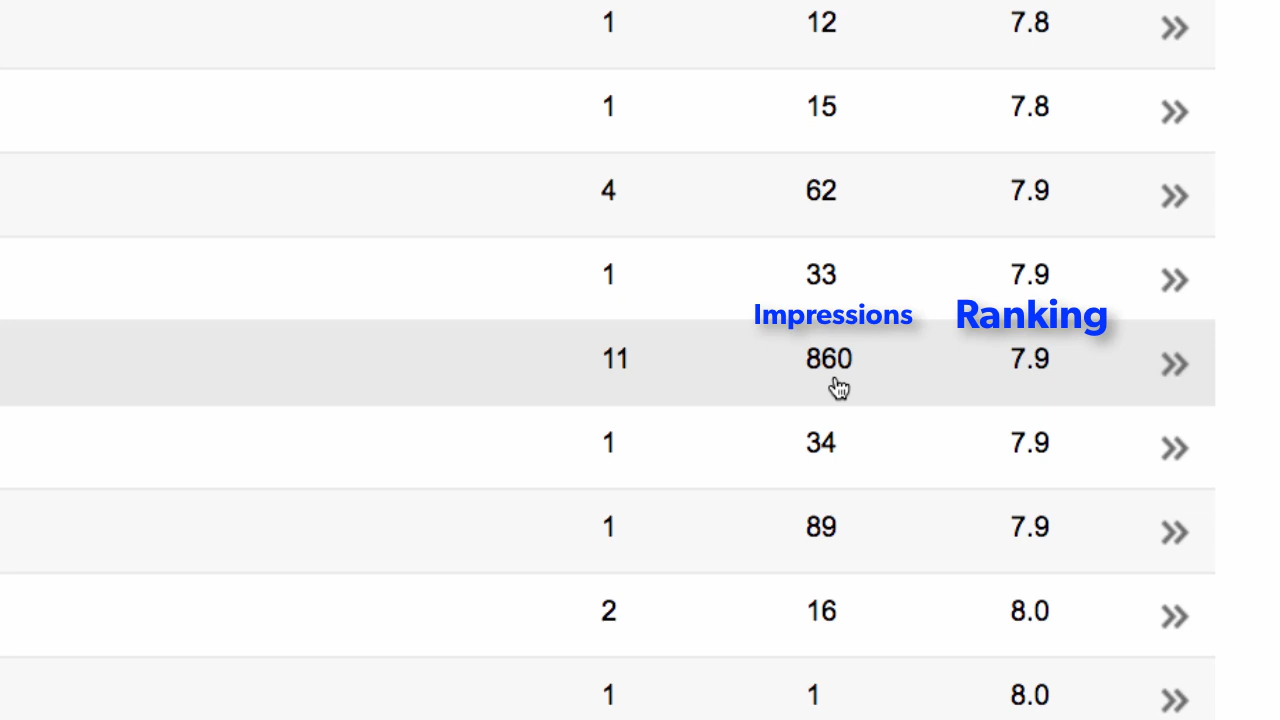 1 12 7.8 »
1 15 7.8 »
4 62 7.9 »
1 33 7.9 »
Impressions Ranking
11 860 7.9 »
1 34 7.9 »
1 89 7.9 »
2 16 8.0 »
1 1 8.0 »